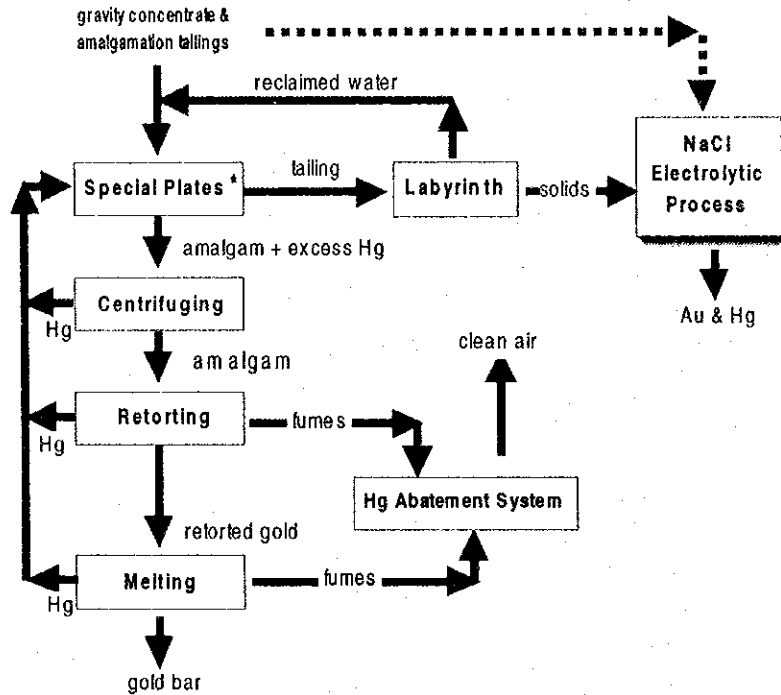 gravity concentrate &
amalgamation tailings
reclaimed water
Special Plates *
tailing
Labyrinth
solids
NaCl
Electrolytic
Process
amalgam + excess Hg
Centrifuging
Hg
Au & Hg
amalgam
clean air
Retorting
fumes
Hg
Hg Abatement System
retorted gold
Melting
fumes
Hg
gold bar